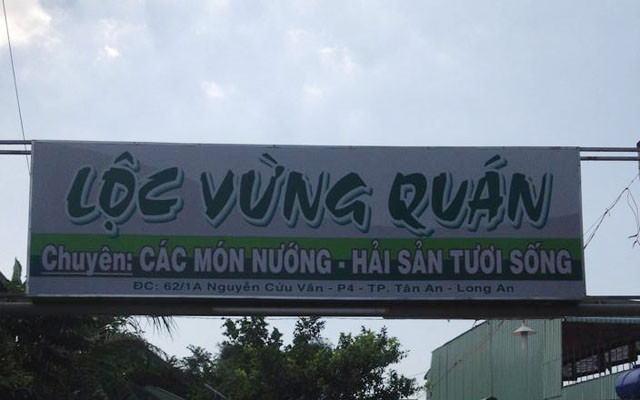 LỘC VỪNG QUÁN
Chuyên: CÁC MÓN NƯỚNG - HẢI SẢN TƯƠI SỐNG
ĐC: 62/1A Nguyễn Cửu Vân - P4 - TP. Tân An - Long An